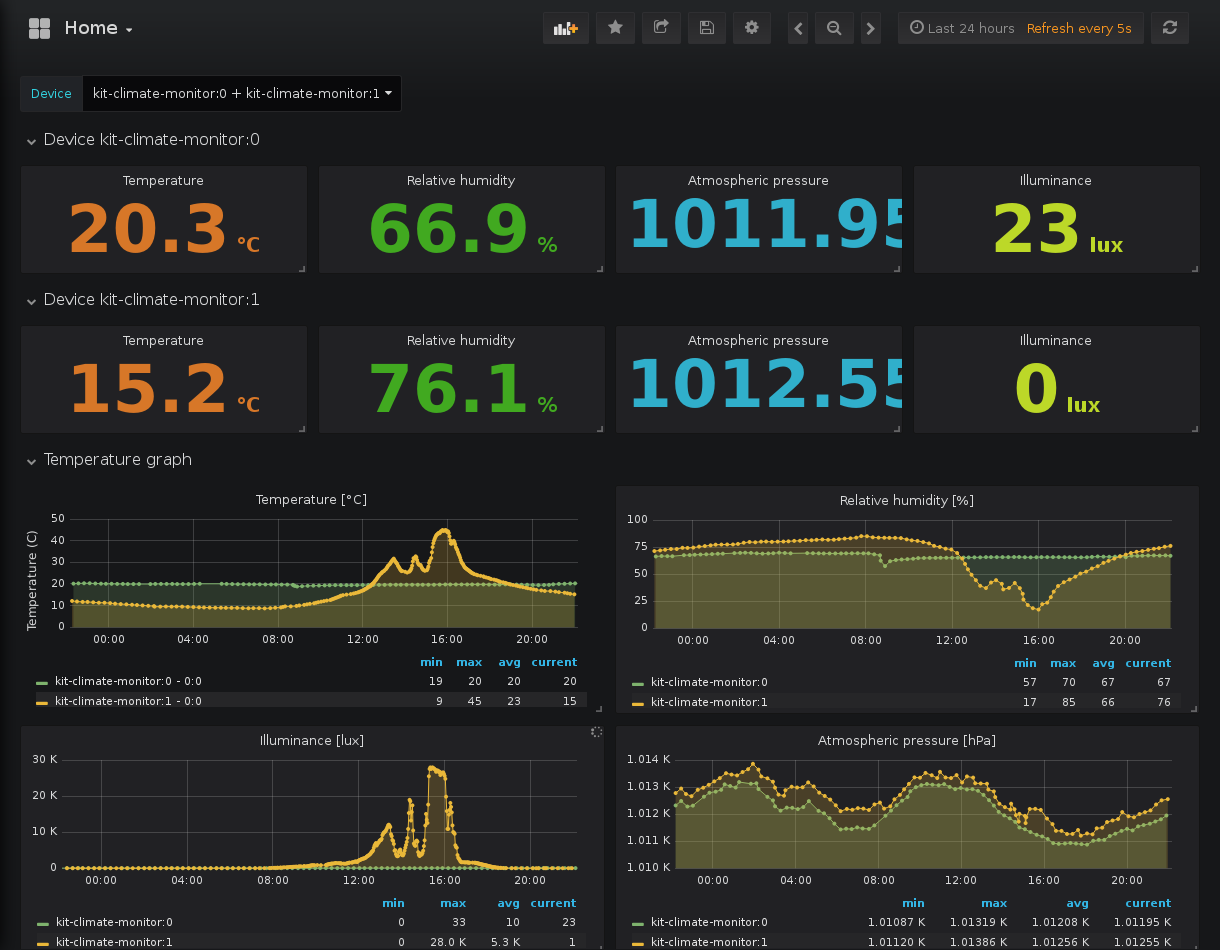 Home
Last 24 hours Refresh every 5s
Device kit-climate-monitor:0 + kit-climate-monitor:1
Device kit-climate-monitor:0
Temperature Relative humidity Atmospheric pressure Illuminance
20.3 °C 66.9 % 1011.95 23 lux
Device kit-climate-monitor:1
Temperature Relative humidity Atmospheric pressure Illuminance
15.2 °C 76.1 % 1012.55 0 lux
Temperature graph
Temperature [°C]
Temperature (C)
50
40
30
20
10
0
00:00 04:00 08:00 12:00 16:00 20:00
min max avg current
kit-climate-monitor:0 - 0:0 19 20 20 20
kit-climate-monitor:1 - 0:0 9 45 23 15
Relative humidity [%]
100
75
50
25
0
00:00 04:00 08:00 12:00 16:00 20:00
min max avg current
kit-climate-monitor:0 57 70 67 67
kit-climate-monitor:1 17 85 66 76
Illuminance [lux]
30 K
20 K
10 K
0
00:00 04:00 08:00 12:00 16:00 20:00
min max avg current
kit-climate-monitor:0 0 33 10 23
kit-climate-monitor:1 0 28.0 K 5.3 K 1
Atmospheric pressure [hPa]
1.014 K
1.013 K
1.012 K
1.011 K
1.010 K
00:00 04:00 08:00 12:00 16:00 20:00
min max avg current
kit-climate-monitor:0 1.01087 K 1.01319 K 1.01208 K 1.01195 K
kit-climate-monitor:1 1.01120 K 1.01386 K 1.01256 K 1.01255 K